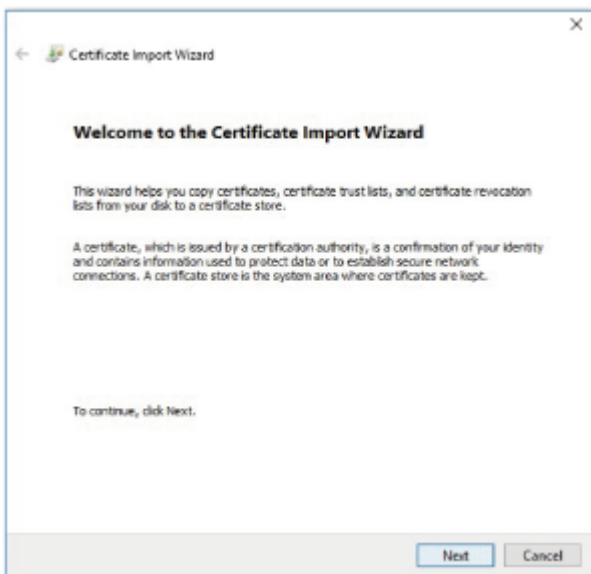 Certificate Import Wizard
Welcome to the Certificate Import Wizard
This wizard helps you copy certificates, certificate trust lists, and certificate revocation
lists from your disk to a certificate store.
A certificate, which is issued by a certification authority, is a confirmation of your identity
and contains information used to protect data or to establish secure network
connections. A certificate store is the system area where certificates are kept.
To continue, click Next.
Next Cancel